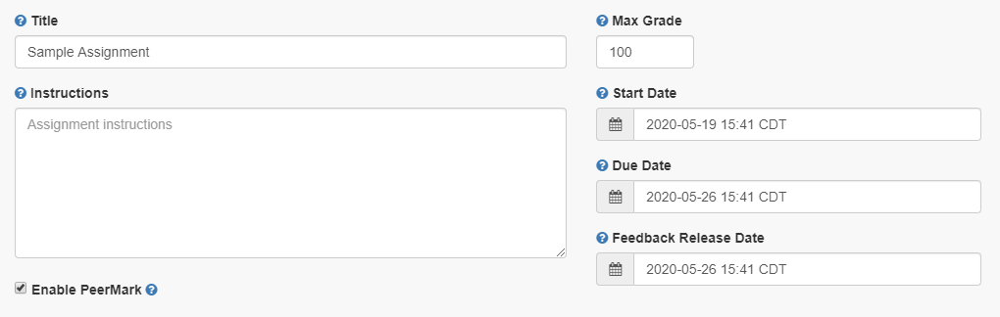 Title
Sample Assignment
Instructions
Assignment instructions
Enable PeerMark
Max Grade
100
Start Date
2020-05-19 15:41 CDT
Due Date
2020-05-26 15:41 CDT
Feedback Release Date
2020-05-26 15:41 CDT